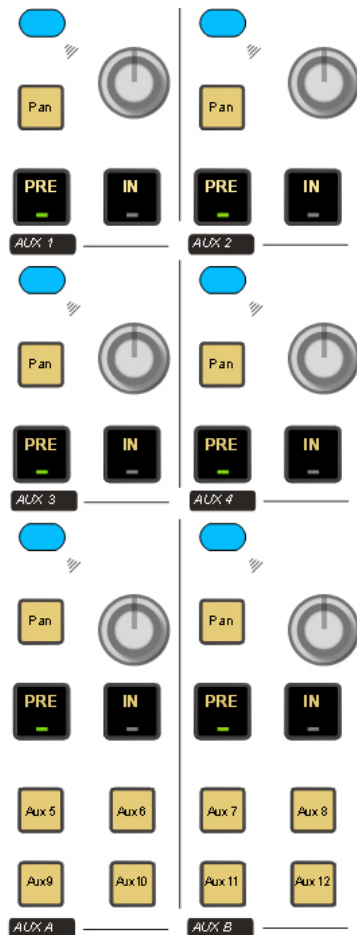 Pan Pan
PRE IN PRE IN
AUX 1 AUX 2
Pan Pan
PRE IN PRE IN
AUX 3 AUX 4
Pan Pan
PRE IN PRE IN
Aux 5 Aux 6 Aux 7 Aux 8
Aux9 Aux10 Aux 11 Aux 12
AUX A AUX B